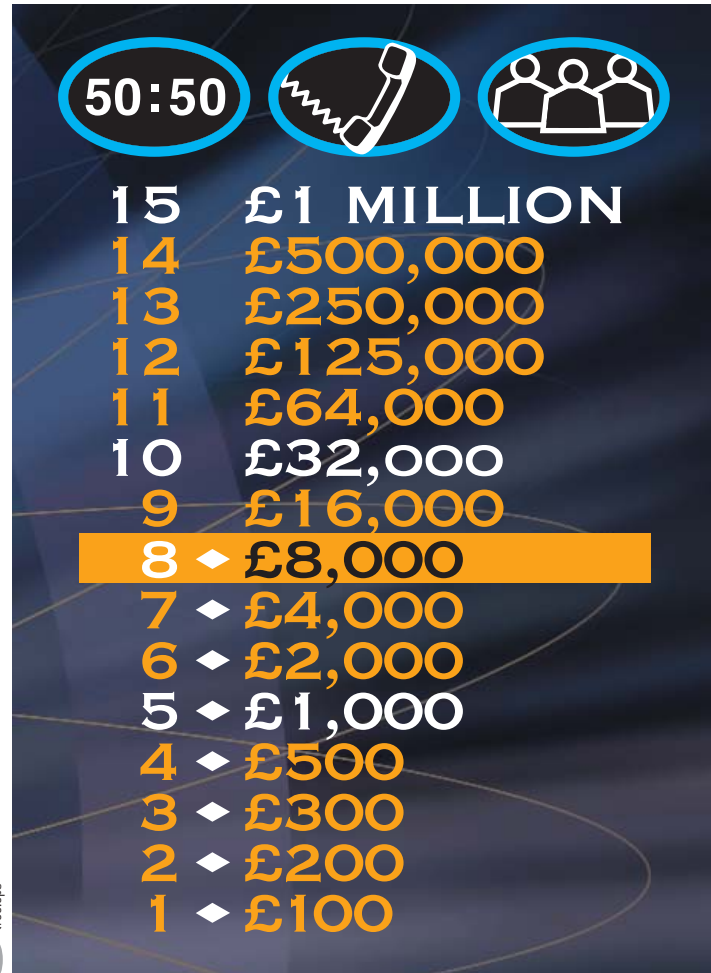 50:50
15 £1 MILLION
14 £500,000
13 £250,000
12 £125,000
11 £64,000
10 £32,000
9 £16,000
8 ◆ £8,000
7 ◆ £4,000
6 ◆ £2,000
5 ◆ £1,000
4 ◆ £500
3 ◆ £300
2 ◆ £200
1 ◆ £100